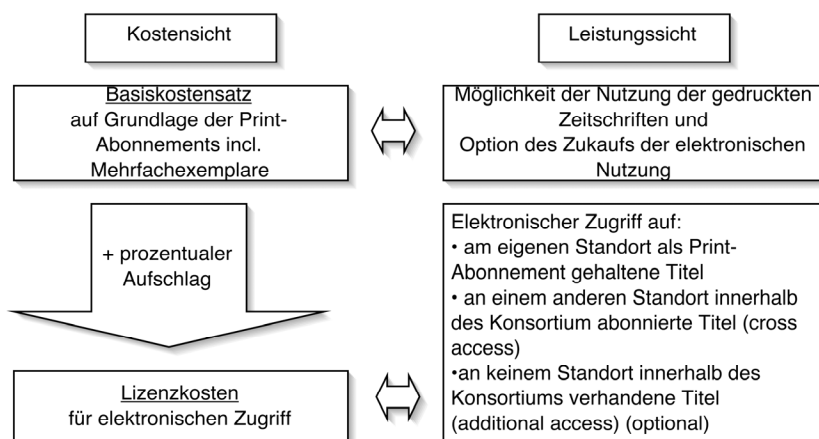 Kostensicht
Leistungssicht
Basiskostensatz
auf Grundlage der Print-
Abonnements incl.
Mehrfachexemplare
Möglichkeit der Nutzung der gedruckten
Zeitschriften und
Option des Zukaufs der elektronischen
Nutzung
+ prozentualer
Aufschlag
Elektronischer Zugriff auf:
• am eigenen Standort als Print-
Abonnement gehaltene Titel
• an einem anderen Standort innerhalb
des Konsortium abonnierte Titel (cross
access)
•an keinem Standort innerhalb des
Konsortiums verhandene Titel
(additional access) (optional)
Lizenzkosten
für elektronischen Zugriff